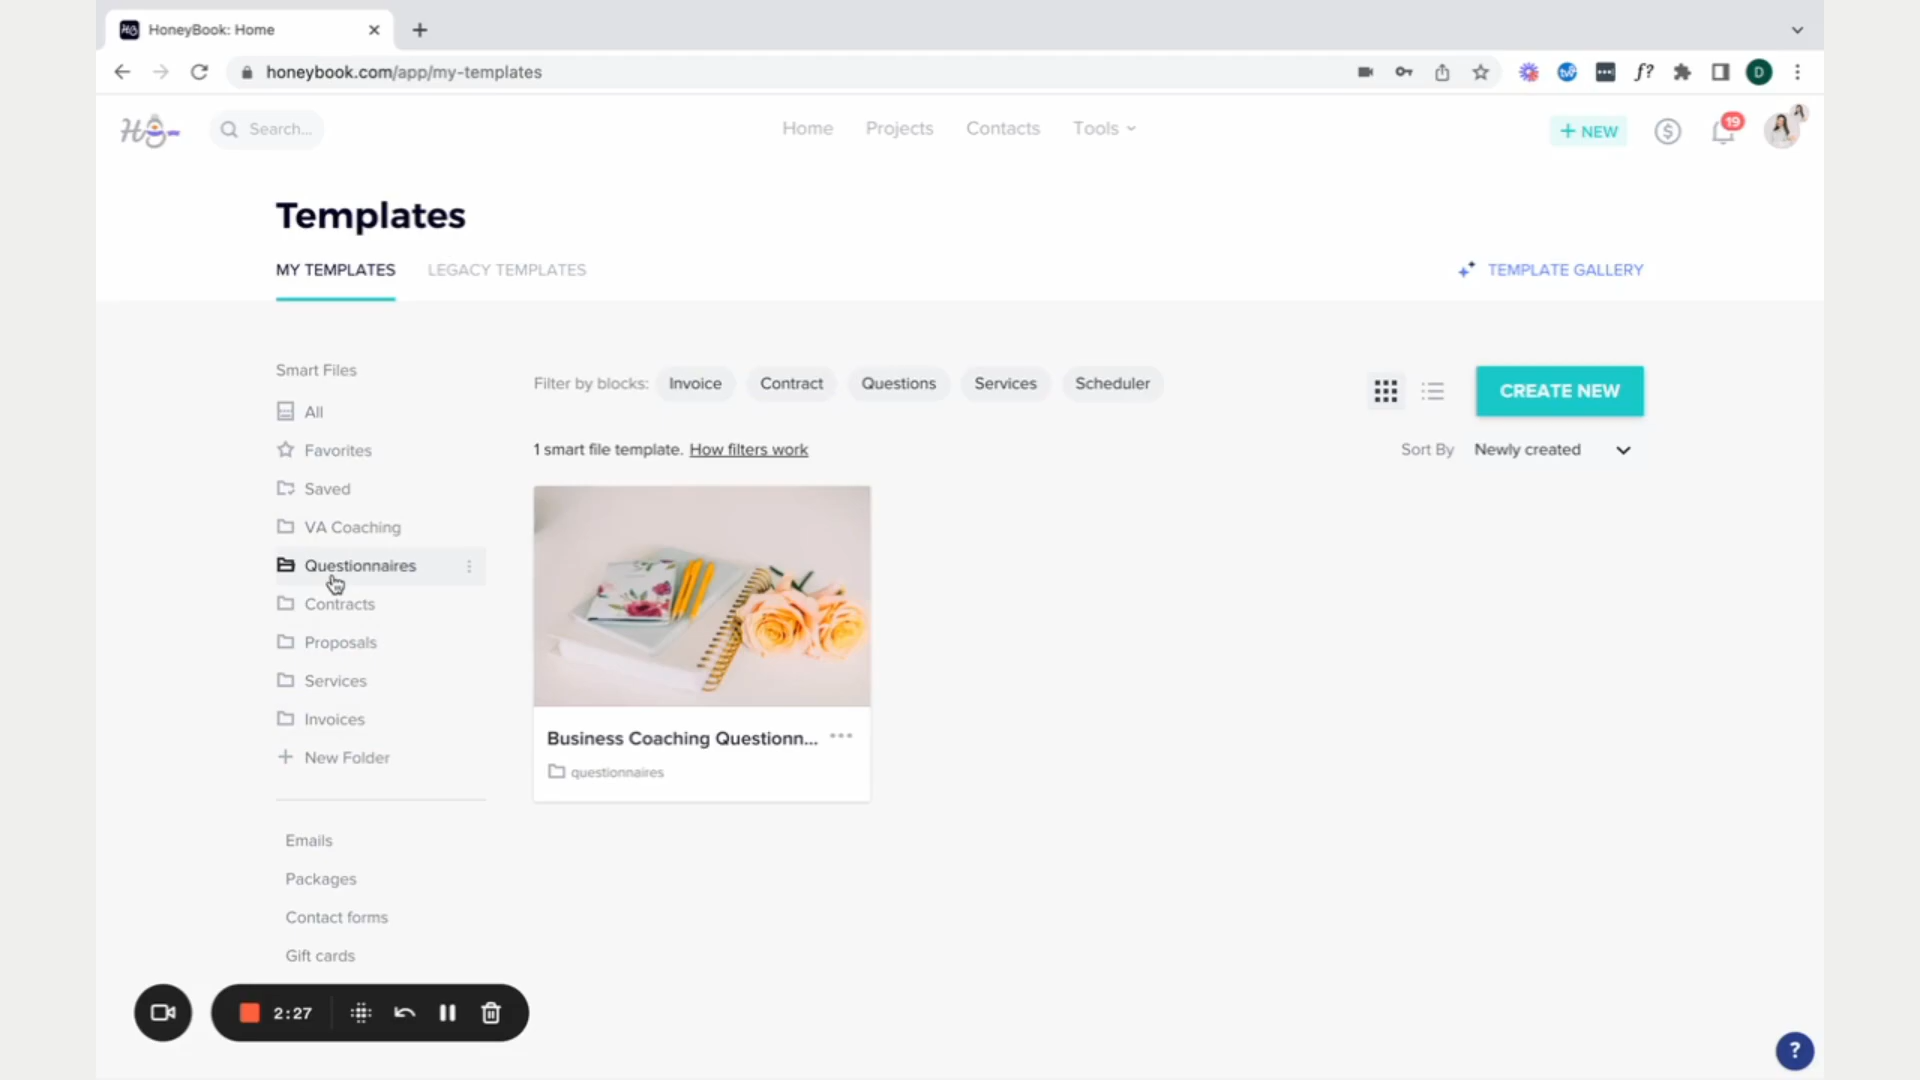 HoneyBook: Home
honeybook.com/app/my-templates
f?
D
Search...
Home
Projects
Contacts
Tools
+ NEW
19
Templates
MY TEMPLATES
LEGACY TEMPLATES
TEMPLATE GALLERY
Smart Files
All
Favorites
Saved
VA Coaching
Questionnaires
Contracts
Proposals
Services
Invoices
+ New Folder
Emails
Packages
Contact forms
Gift cards
Filter by blocks: Invoice Contract Questions Services Scheduler
CREATE NEW
1 smart file template. How filters work
Sort By Newly created
Business Coaching Questionn...
questionnaires
2:27
?